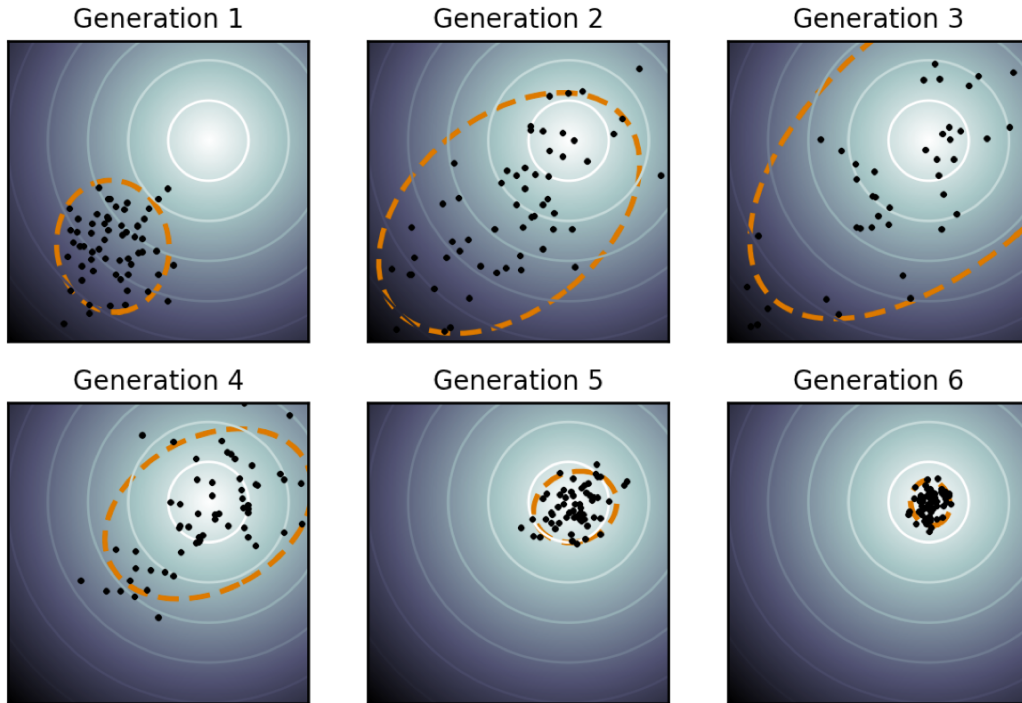 Generation 1
Generation 2
Generation 3
Generation 4
Generation 5
Generation 6